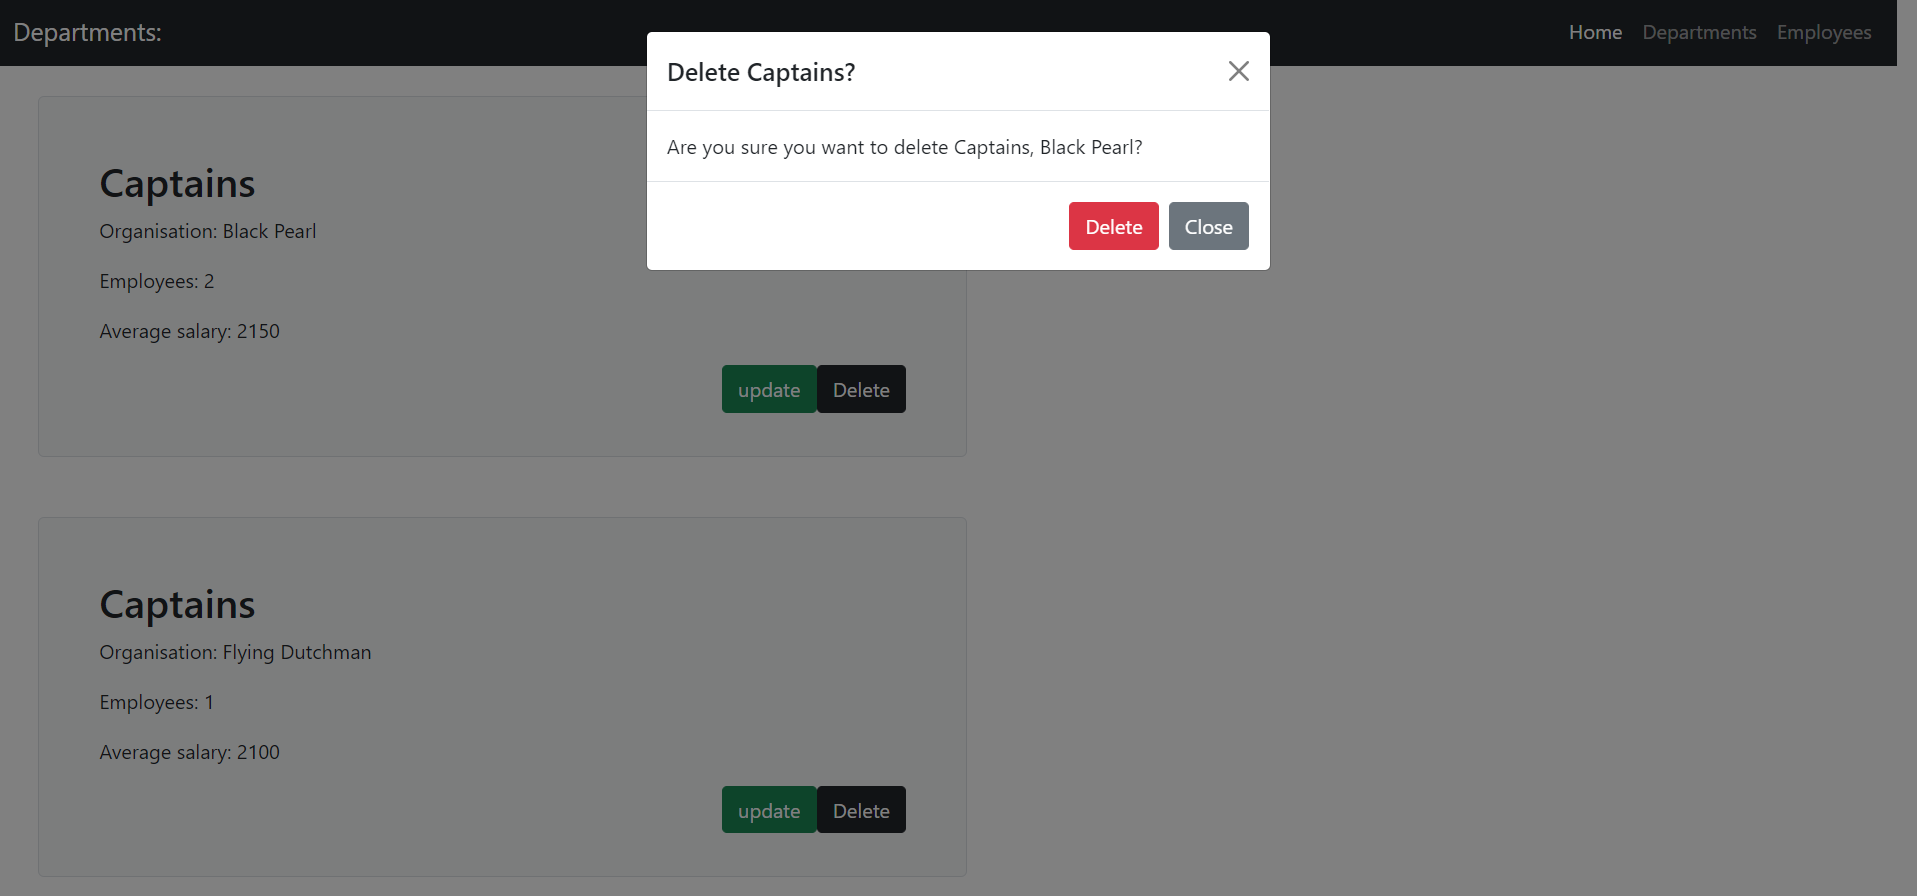 Departments:
Home Departments Employees
Delete Captains?
Are you sure you want to delete Captains, Black Pearl?
Delete Close
Captains
Organisation: Black Pearl
Employees: 2
Average salary: 2150
update Delete
Captains
Organisation: Flying Dutchman
Employees: 1
Average salary: 2100
update Delete